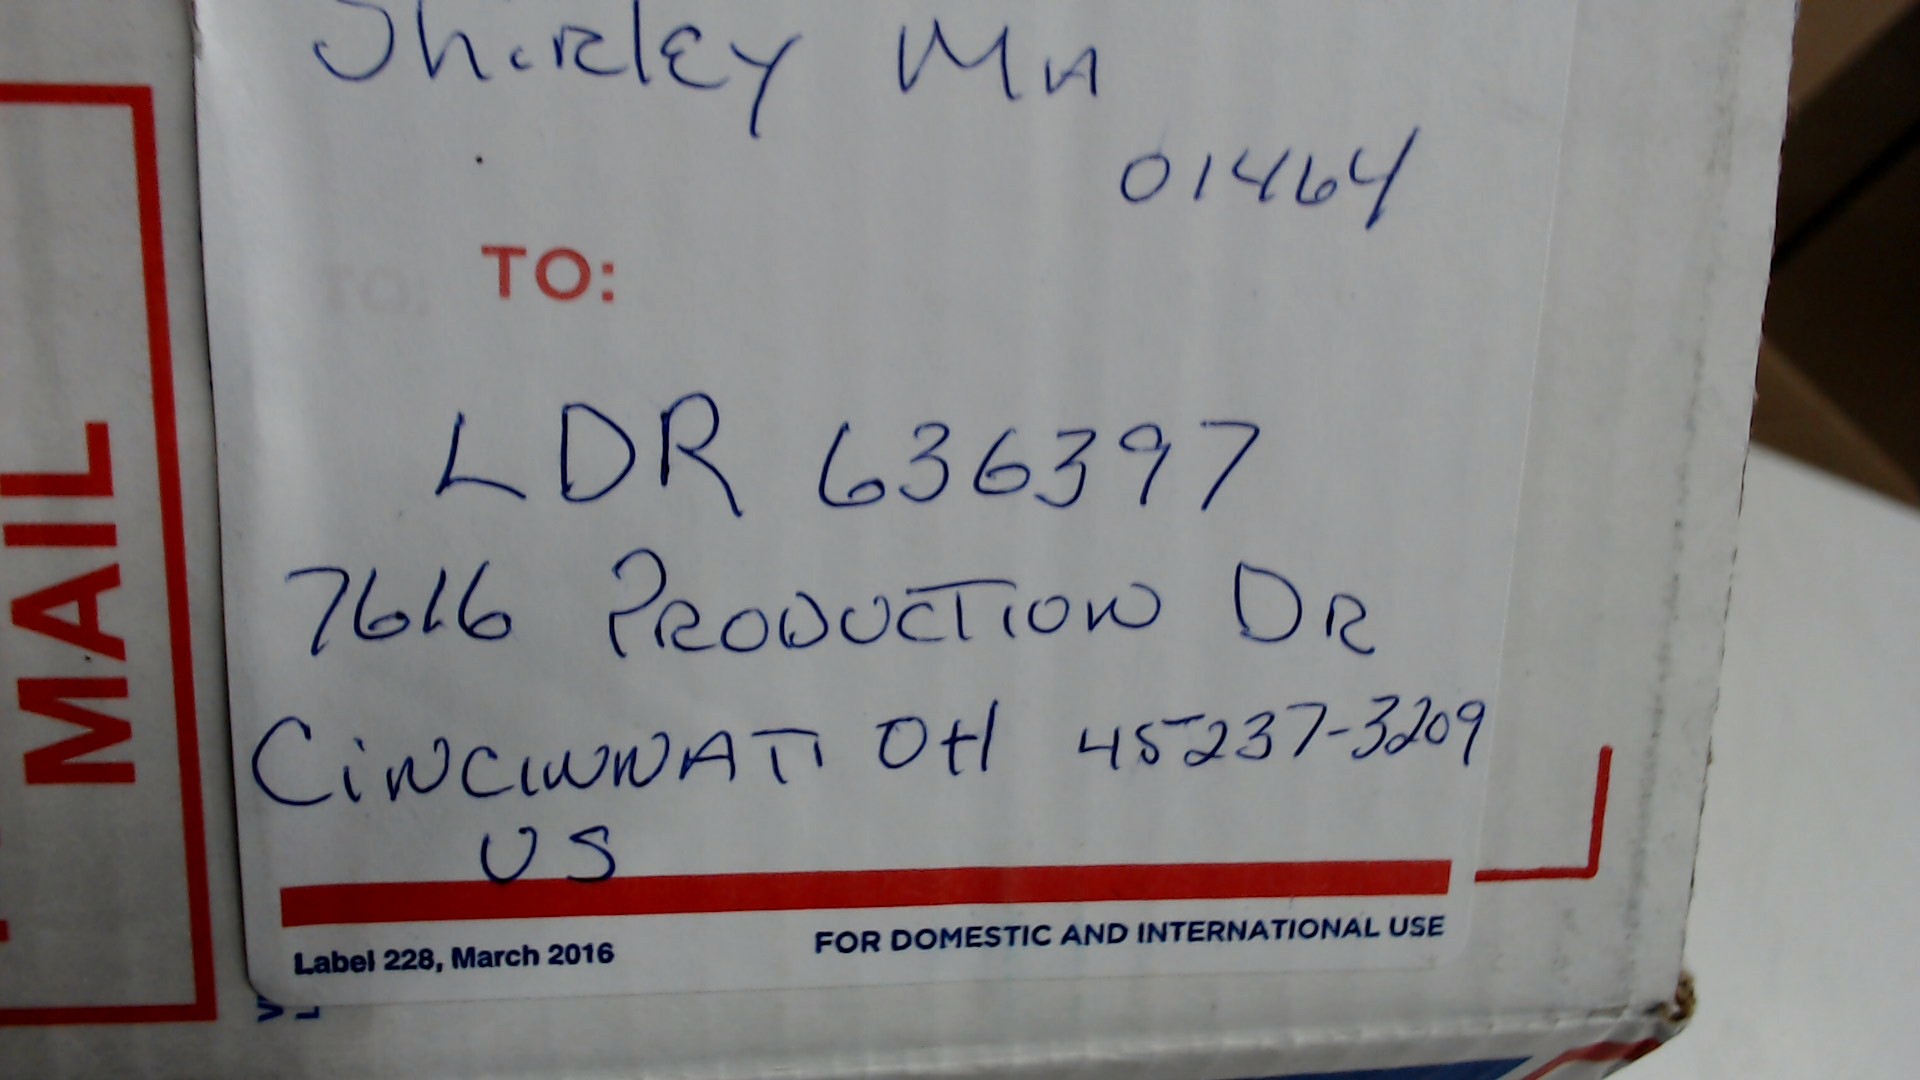 Shirley MA
01464
TO:
LDR 636397
7616 PRODUCTION DR
CINCINNATI OH 45237-3209
US
Label 228, March 2016
FOR DOMESTIC AND INTERNATIONAL USE
MAIL